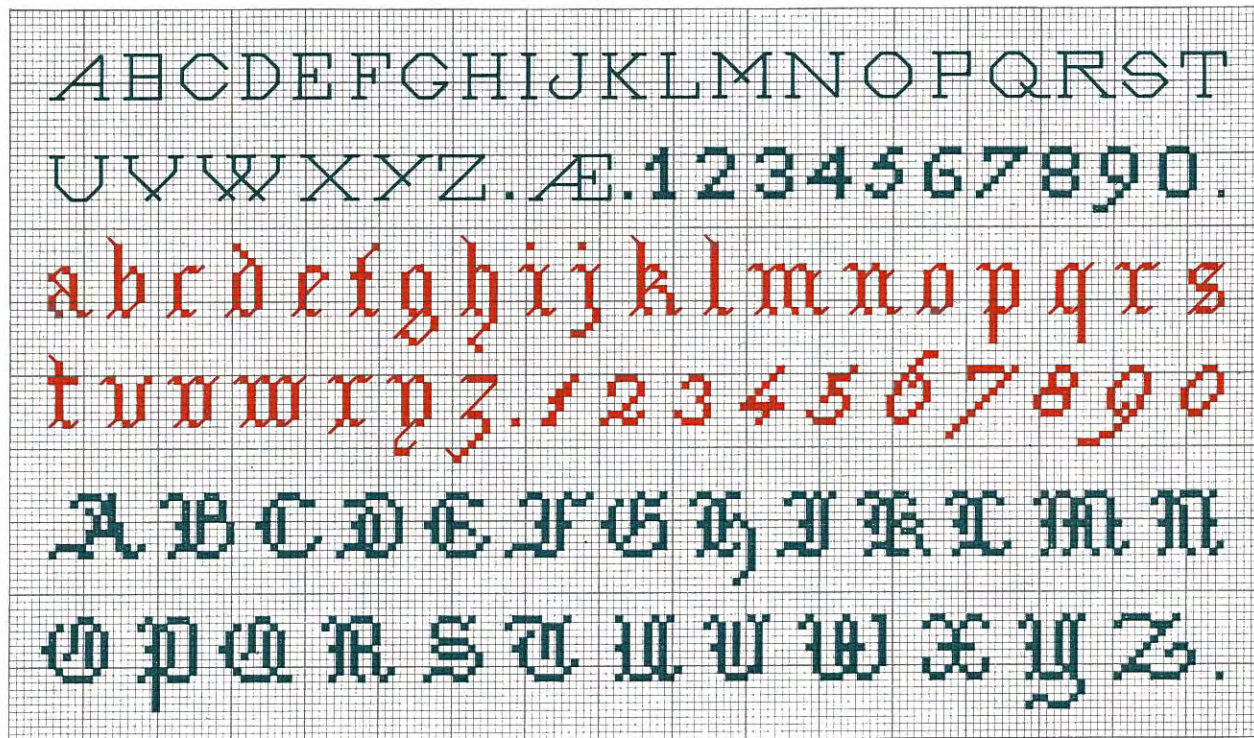 ABCDEFGHIJKLMNOPQRST
UVWXYZ.Æ.1234567890.
abcdefghijklmnopqrs
tuvwxyz.1234567890
ABCDEFGHIKLMN
OPQRSTUVWXYZ.